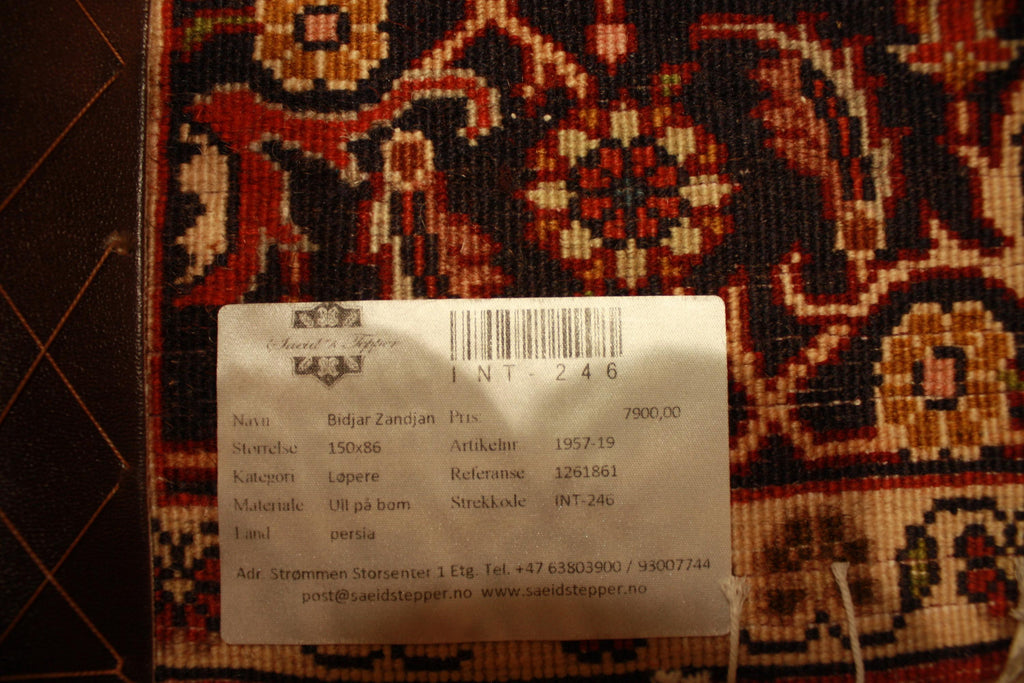 Saeid's Tepper
INT-246
Navn Bidjar Zandjan Pris: 7900,00
Størrelse 150x86 Artikelnr 1957-19
Kategori Løpere Referanse 1261861
Materiale Ull på bom Strekkode INT-246
Land persia
Adr. Strømmen Storsenter 1 Etg. Tel. +47 63803900 / 93007744
post@saeidstepper.no www.saeidstepper.no